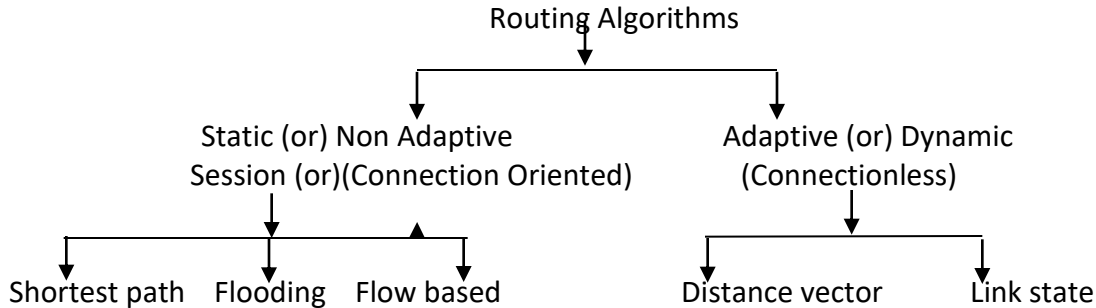 Routing Algorithms
Static (or) Non Adaptive
Session (or)(Connection Oriented)
Adaptive (or) Dynamic
(Connectionless)
Shortest path
Flooding
Flow based
Distance vector
Link state